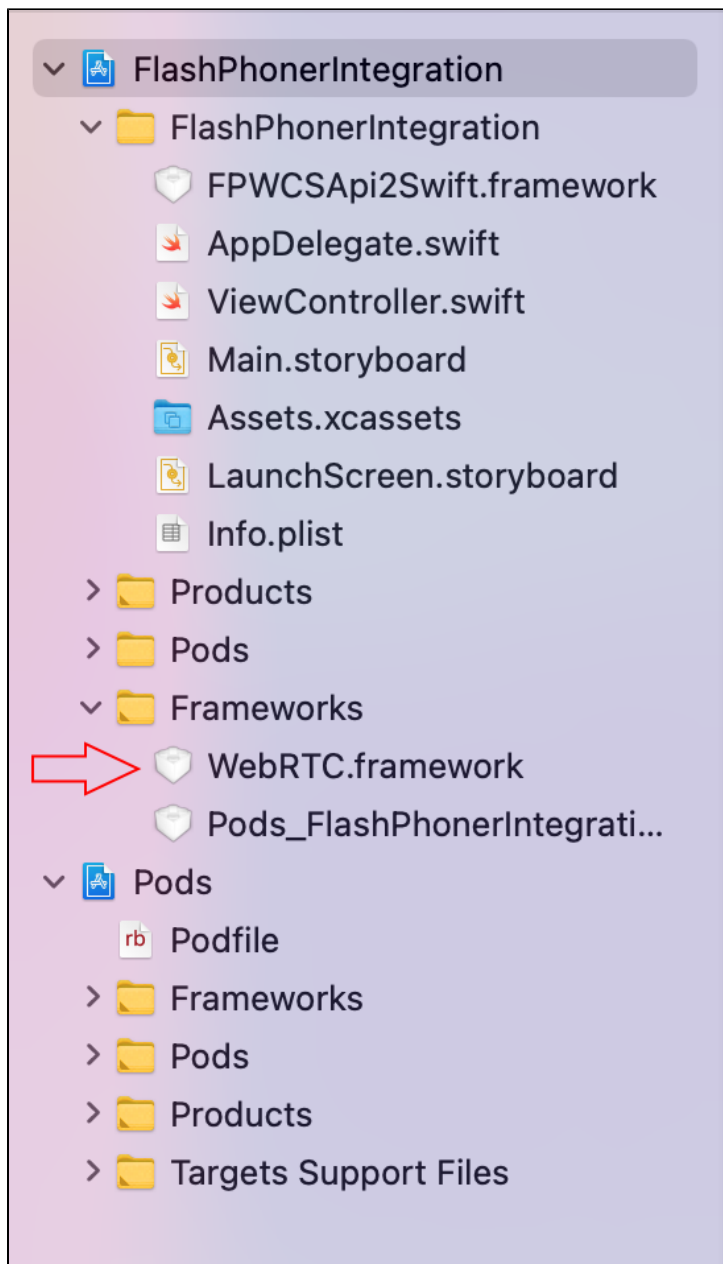 FlashPhonerIntegration
FlashPhonerIntegration
FPWCSApi2Swift.framework
AppDelegate.swift
ViewController.swift
Main.storyboard
Assets.xcassets
LaunchScreen.storyboard
Info.plist
Products
Pods
Frameworks
WebRTC.framework
Pods_FlashPhonerIntegrati...
Pods
rb Podfile
Frameworks
Pods
Products
Targets Support Files